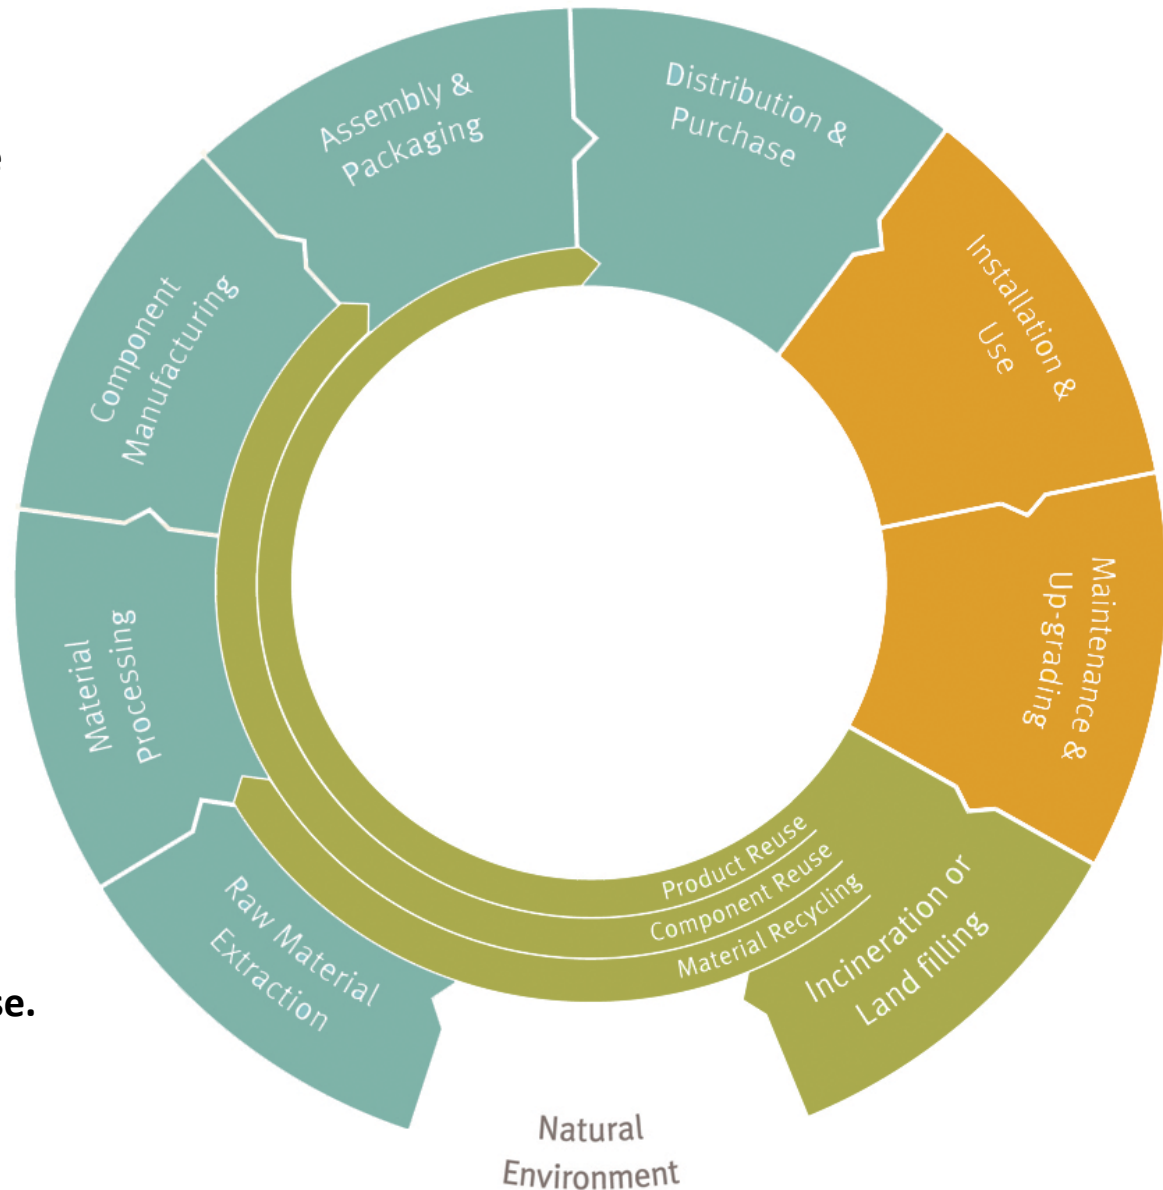 Assembly &
Packaging
Distribution &
Purchase
Installation &
Use
Maintenance &
Up-grading
Incineration or
Land filling
Product Reuse
Component Reuse
Material Recycling
Raw Material
Extraction
Material
Processing
Component
Manufacturing
Natural
Environment